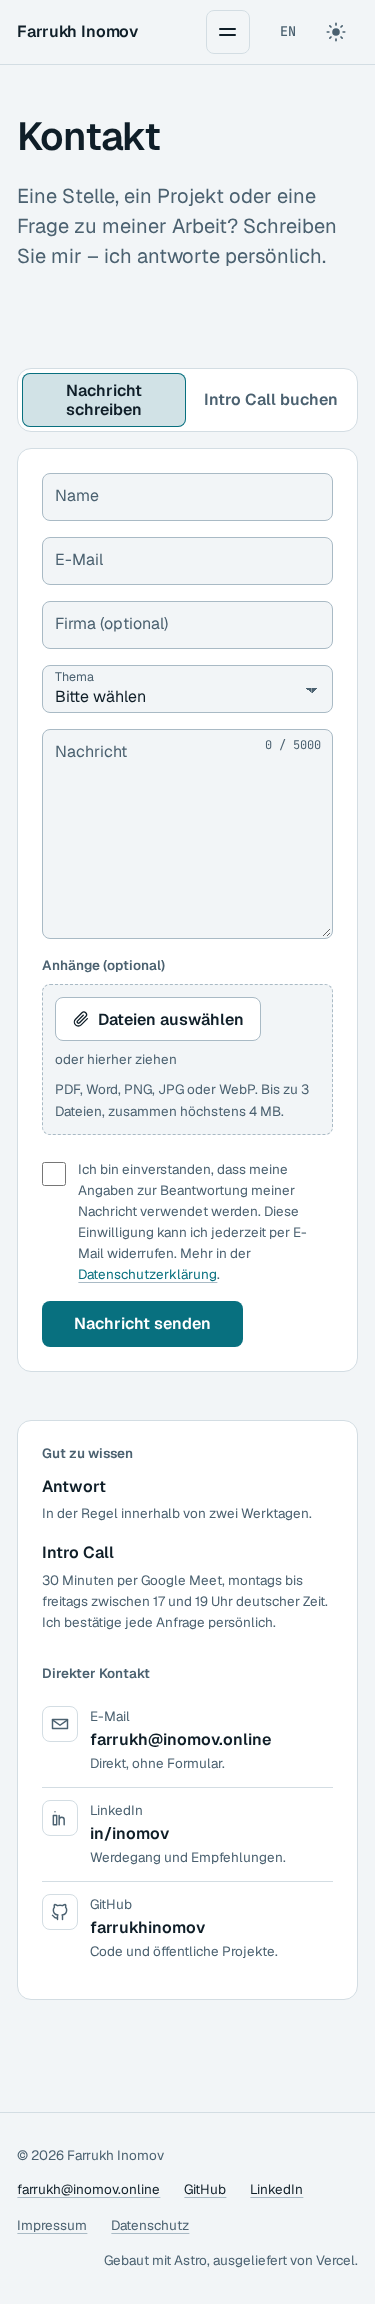 Farrukh Inomov
EN
Kontakt
Eine Stelle, ein Projekt oder eine
Frage zu meiner Arbeit? Schreiben
Sie mir – ich antworte persönlich.
Nachricht
schreiben
Intro Call buchen
Name
E-Mail
Firma (optional)
Thema
Bitte wählen
Nachricht
0 / 5000
Anhänge (optional)
Dateien auswählen
oder hierher ziehen
PDF, Word, PNG, JPG oder WebP. Bis zu 3
Dateien, zusammen höchstens 4 MB.
Ich bin einverstanden, dass meine
Angaben zur Beantwortung meiner
Nachricht verwendet werden. Diese
Einwilligung kann ich jederzeit per E-
Mail widerrufen. Mehr in der
Datenschutzerklärung.
Nachricht senden
Gut zu wissen
Antwort
In der Regel innerhalb von zwei Werktagen.
Intro Call
30 Minuten per Google Meet, montags bis
freitags zwischen 17 und 19 Uhr deutscher Zeit.
Ich bestätige jede Anfrage persönlich.
Direkter Kontakt
E-Mail
farrukh@inomov.online
Direkt, ohne Formular.
LinkedIn
in/inomov
Werdegang und Empfehlungen.
GitHub
farrukhinomov
Code und öffentliche Projekte.
© 2026 Farrukh Inomov
farrukh@inomov.online GitHub LinkedIn
Impressum Datenschutz
Gebaut mit Astro, ausgeliefert von Vercel.